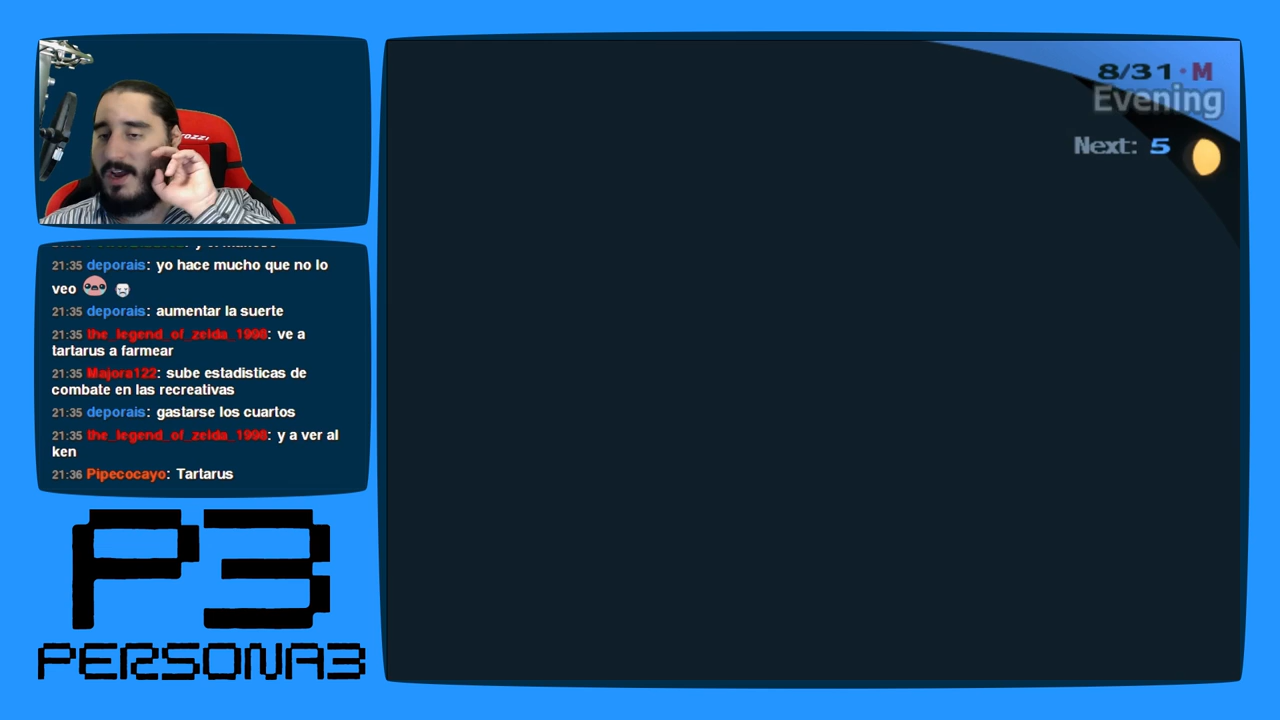 8/31·M
Evening
Next: 5
21:35 deporais: yo hace mucho que no lo
veo
21:35 deporais: aumentar la suerte
21:35 the_legend_of_zelda_1998: ve a
tartarus a farmear
21:35 Majora122: sube estadisticas de
combate en las recreativas
21:35 deporais: gastarse los cuartos
21:35 the_legend_of_zelda_1998: y a ver al
ken
21:36 Pipecocayo: Tartarus
P3
PERSONA3